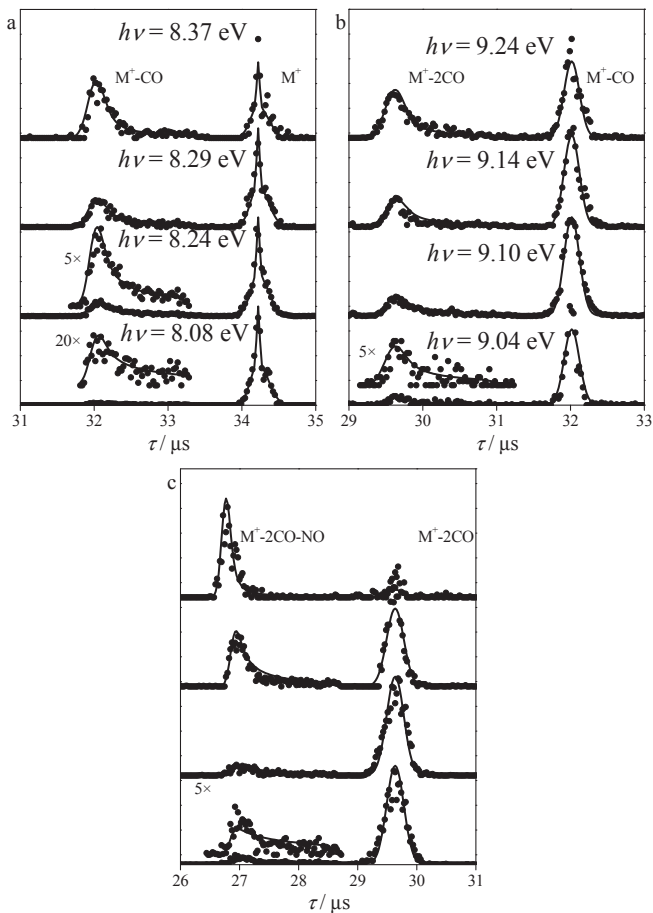 a
hν = 8.37 eV
M⁺-CO
M⁺
hν = 8.29 eV
5×
hν = 8.24 eV
20×
hν = 8.08 eV
31 32 33 34 35
τ / μs
b
hν = 9.24 eV
M⁺-2CO
M⁺-CO
hν = 9.14 eV
hν = 9.10 eV
5×
hν = 9.04 eV
29 30 31 32 33
τ / μs
c
M⁺-2CO-NO
M⁺-2CO
5×
26 27 28 29 30 31
τ / μs